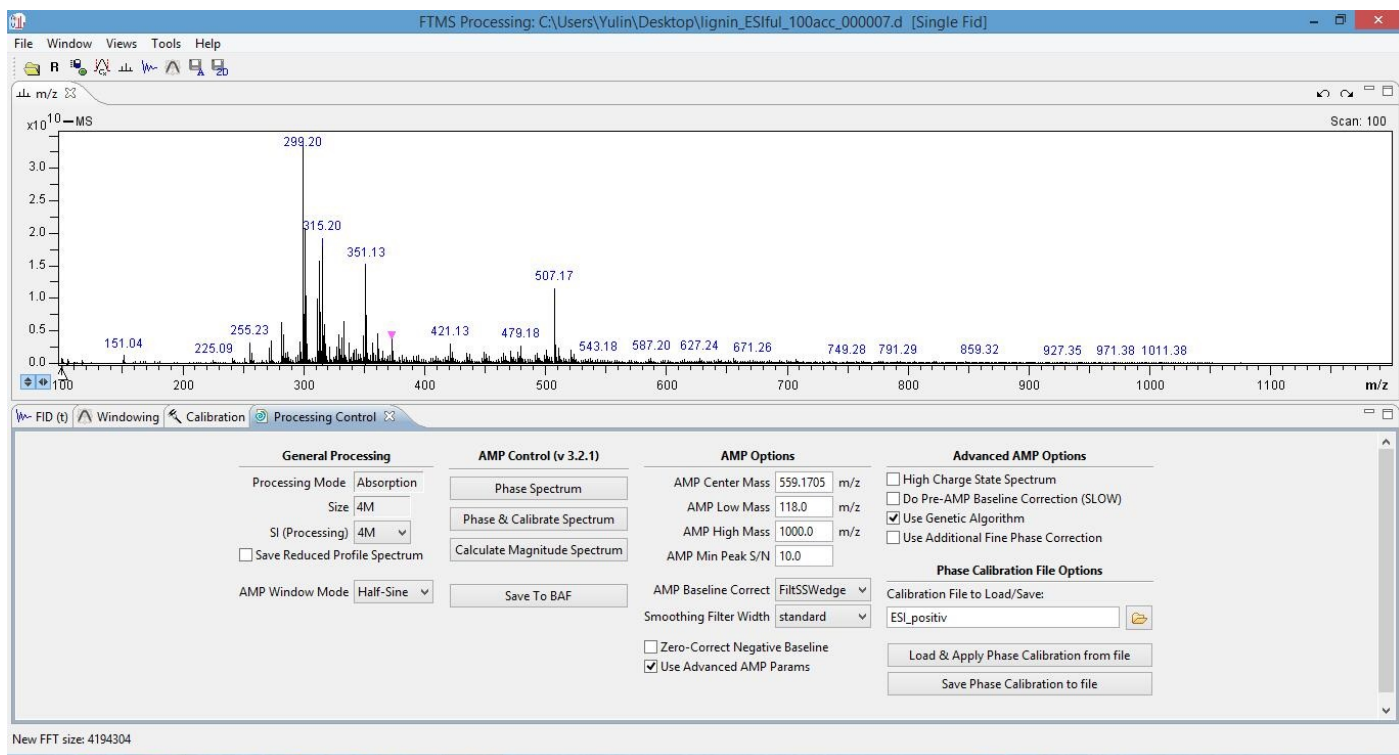 FTMS Processing: C:\Users\Yulin\Desktop\lignin_ESIful_100acc_000007.d [Single Fid]
File Window Views Tools Help
R
m/z
x10^10 MS
Scan: 100
299.20
3.0
2.5
315.20
2.0
351.13
1.5
507.17
1.0
0.5
151.04 225.09 255.23 421.13 479.18 543.18 587.20 627.24 671.26 749.28 791.29 859.32 927.35 971.38 1011.38
0.0
100 200 300 400 500 600 700 800 900 1000 1100 m/z
FID (t) Windowing Calibration Processing Control
General Processing
Processing Mode Absorption
Size 4M
SI (Processing) 4M
Save Reduced Profile Spectrum
AMP Window Mode Half-Sine
AMP Control (v 3.2.1)
Phase Spectrum
Phase & Calibrate Spectrum
Calculate Magnitude Spectrum
Save To BAF
AMP Options
AMP Center Mass 559.1705 m/z
AMP Low Mass 118.0 m/z
AMP High Mass 1000.0 m/z
AMP Min Peak S/N 10.0
AMP Baseline Correct FiltSSWedge
Smoothing Filter Width standard
Zero-Correct Negative Baseline
Use Advanced AMP Params
Advanced AMP Options
High Charge State Spectrum
Do Pre-AMP Baseline Correction (SLOW)
Use Genetic Algorithm
Use Additional Fine Phase Correction
Phase Calibration File Options
Calibration File to Load/Save:
ESI_positiv
Load & Apply Phase Calibration from file
Save Phase Calibration to file
New FFT size: 4194304